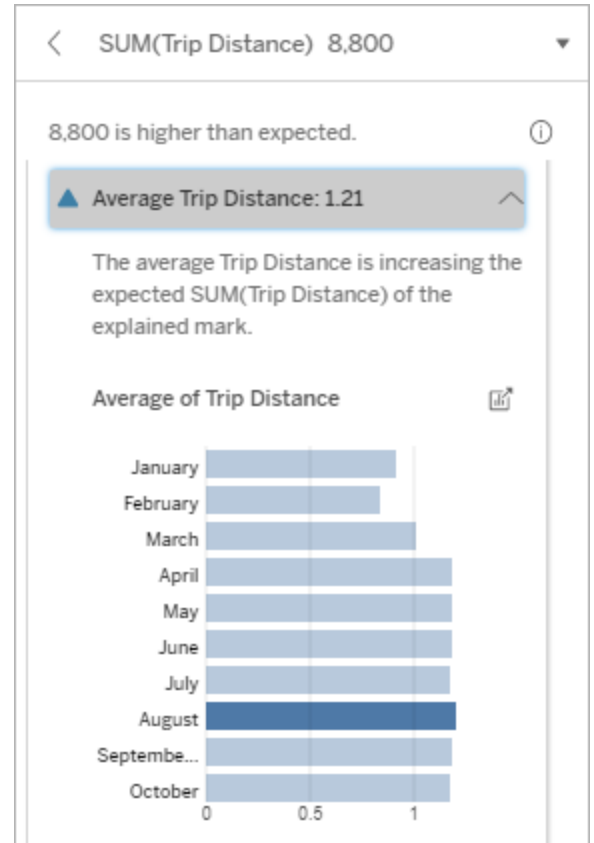 SUM(Trip Distance) 8,800
8,800 is higher than expected.
Average Trip Distance: 1.21
The average Trip Distance is increasing the
expected SUM(Trip Distance) of the
explained mark.
Average of Trip Distance
January
February
March
April
May
June
July
August
Septembe...
October
0 0.5 1